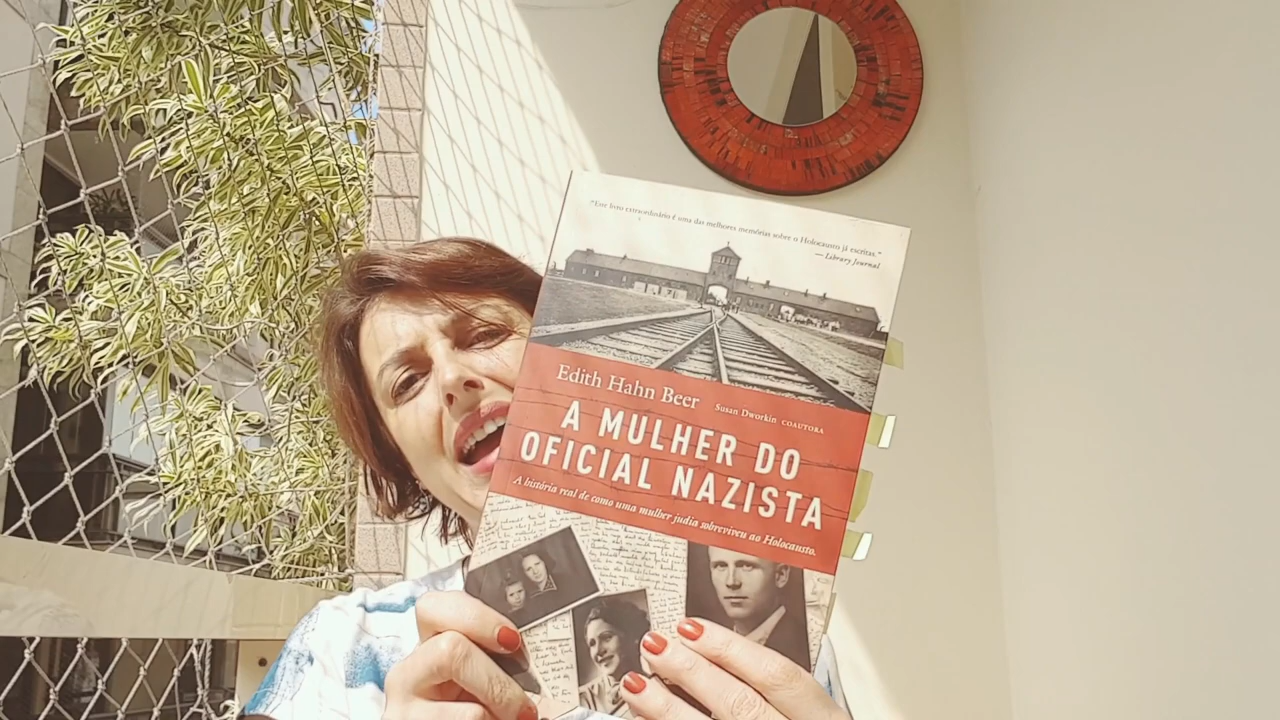 "Este livro extraordinário é uma das melhores memórias sobre o Holocausto já escritas."
— Library Journal
Edith Hahn Beer Susan Dworkin COAUTORA
A MULHER DO
OFICIAL NAZISTA
A história real de como uma mulher judia sobreviveu ao Holocausto.